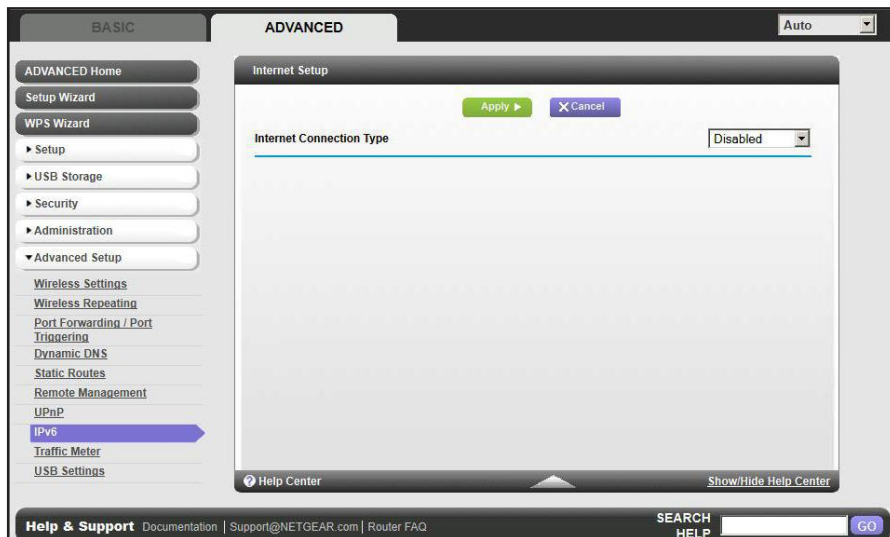 BASIC
ADVANCED
Auto
ADVANCED Home
Setup Wizard
WPS Wizard
Setup
USB Storage
Security
Administration
Advanced Setup
Wireless Settings
Wireless Repeating
Port Forwarding / Port
Triggering
Dynamic DNS
Static Routes
Remote Management
UPnP
IPv6
Traffic Meter
USB Settings
Internet Setup
Apply
X Cancel
Internet Connection Type
Disabled
? Help Center
Show/Hide Help Center
Help & Support Documentation | Support@NETGEAR.com | Router FAQ
SEARCH
HELP
GO